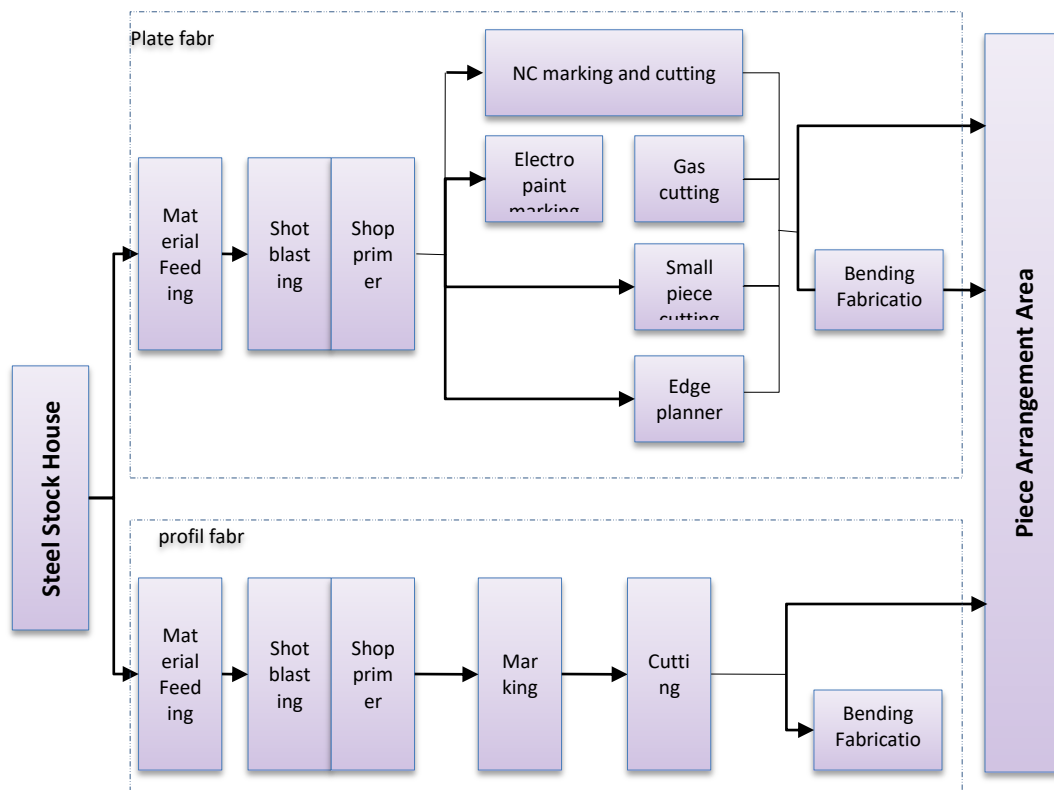 Plate fabr
NC marking and cutting
Electro
paint
marking
Gas
cutting
Mat
erial
Feed
ing
Shot
blast
ing
Shop
prim
er
Small
piece
cutting
Bending
Fabricatio
Edge
planner
Steel Stock House
Piece Arrangement Area
profil fabr
Mat
erial
Feed
ing
Shot
blast
ing
Shop
prim
er
Mar
king
Cutti
ng
Bending
Fabricatio